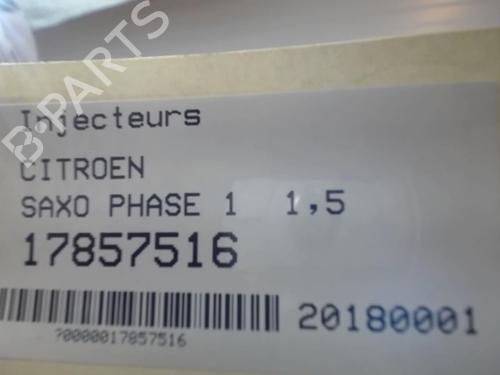 B-PARTS
Injecteurs
CITROEN
SAXO PHASE 1 1,5
17857516
20180001
?0000017857516